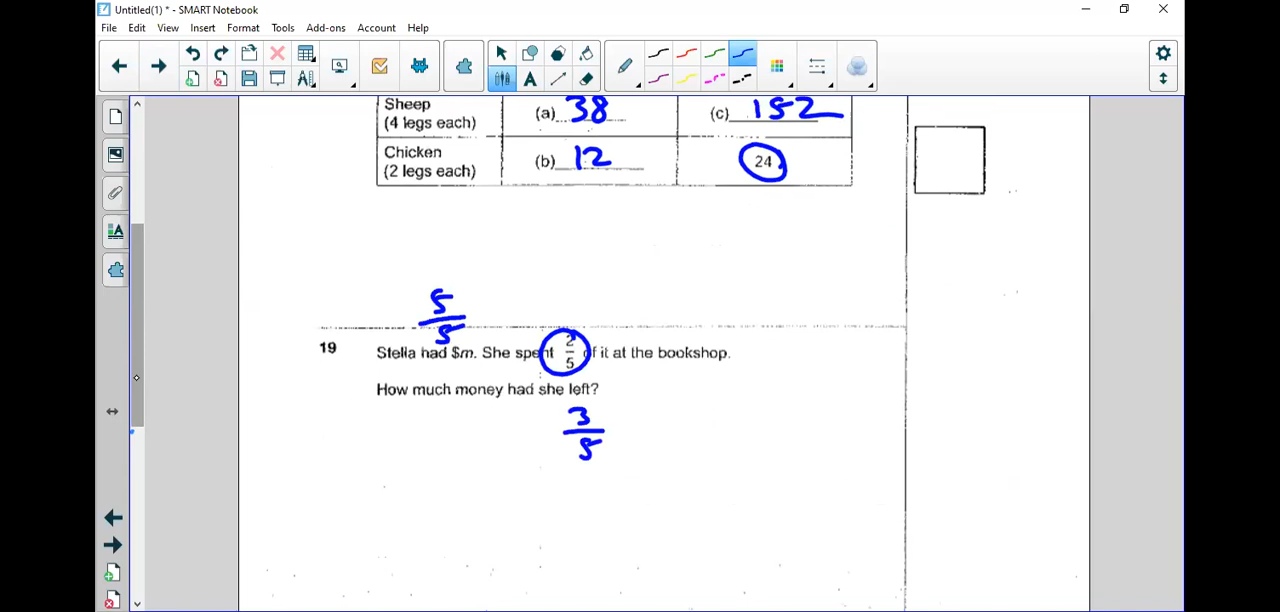 Untitled(1) * - SMART Notebook
File Edit View Insert Format Tools Add-ons Account Help
Sheep
(4 legs each)
(a) 38
(c) 152
Chicken
(2 legs each)
(b) 12
24
5/5
19 Stella had $m. She spent 2/5 of it at the bookshop.
How much money had she left?
3/5